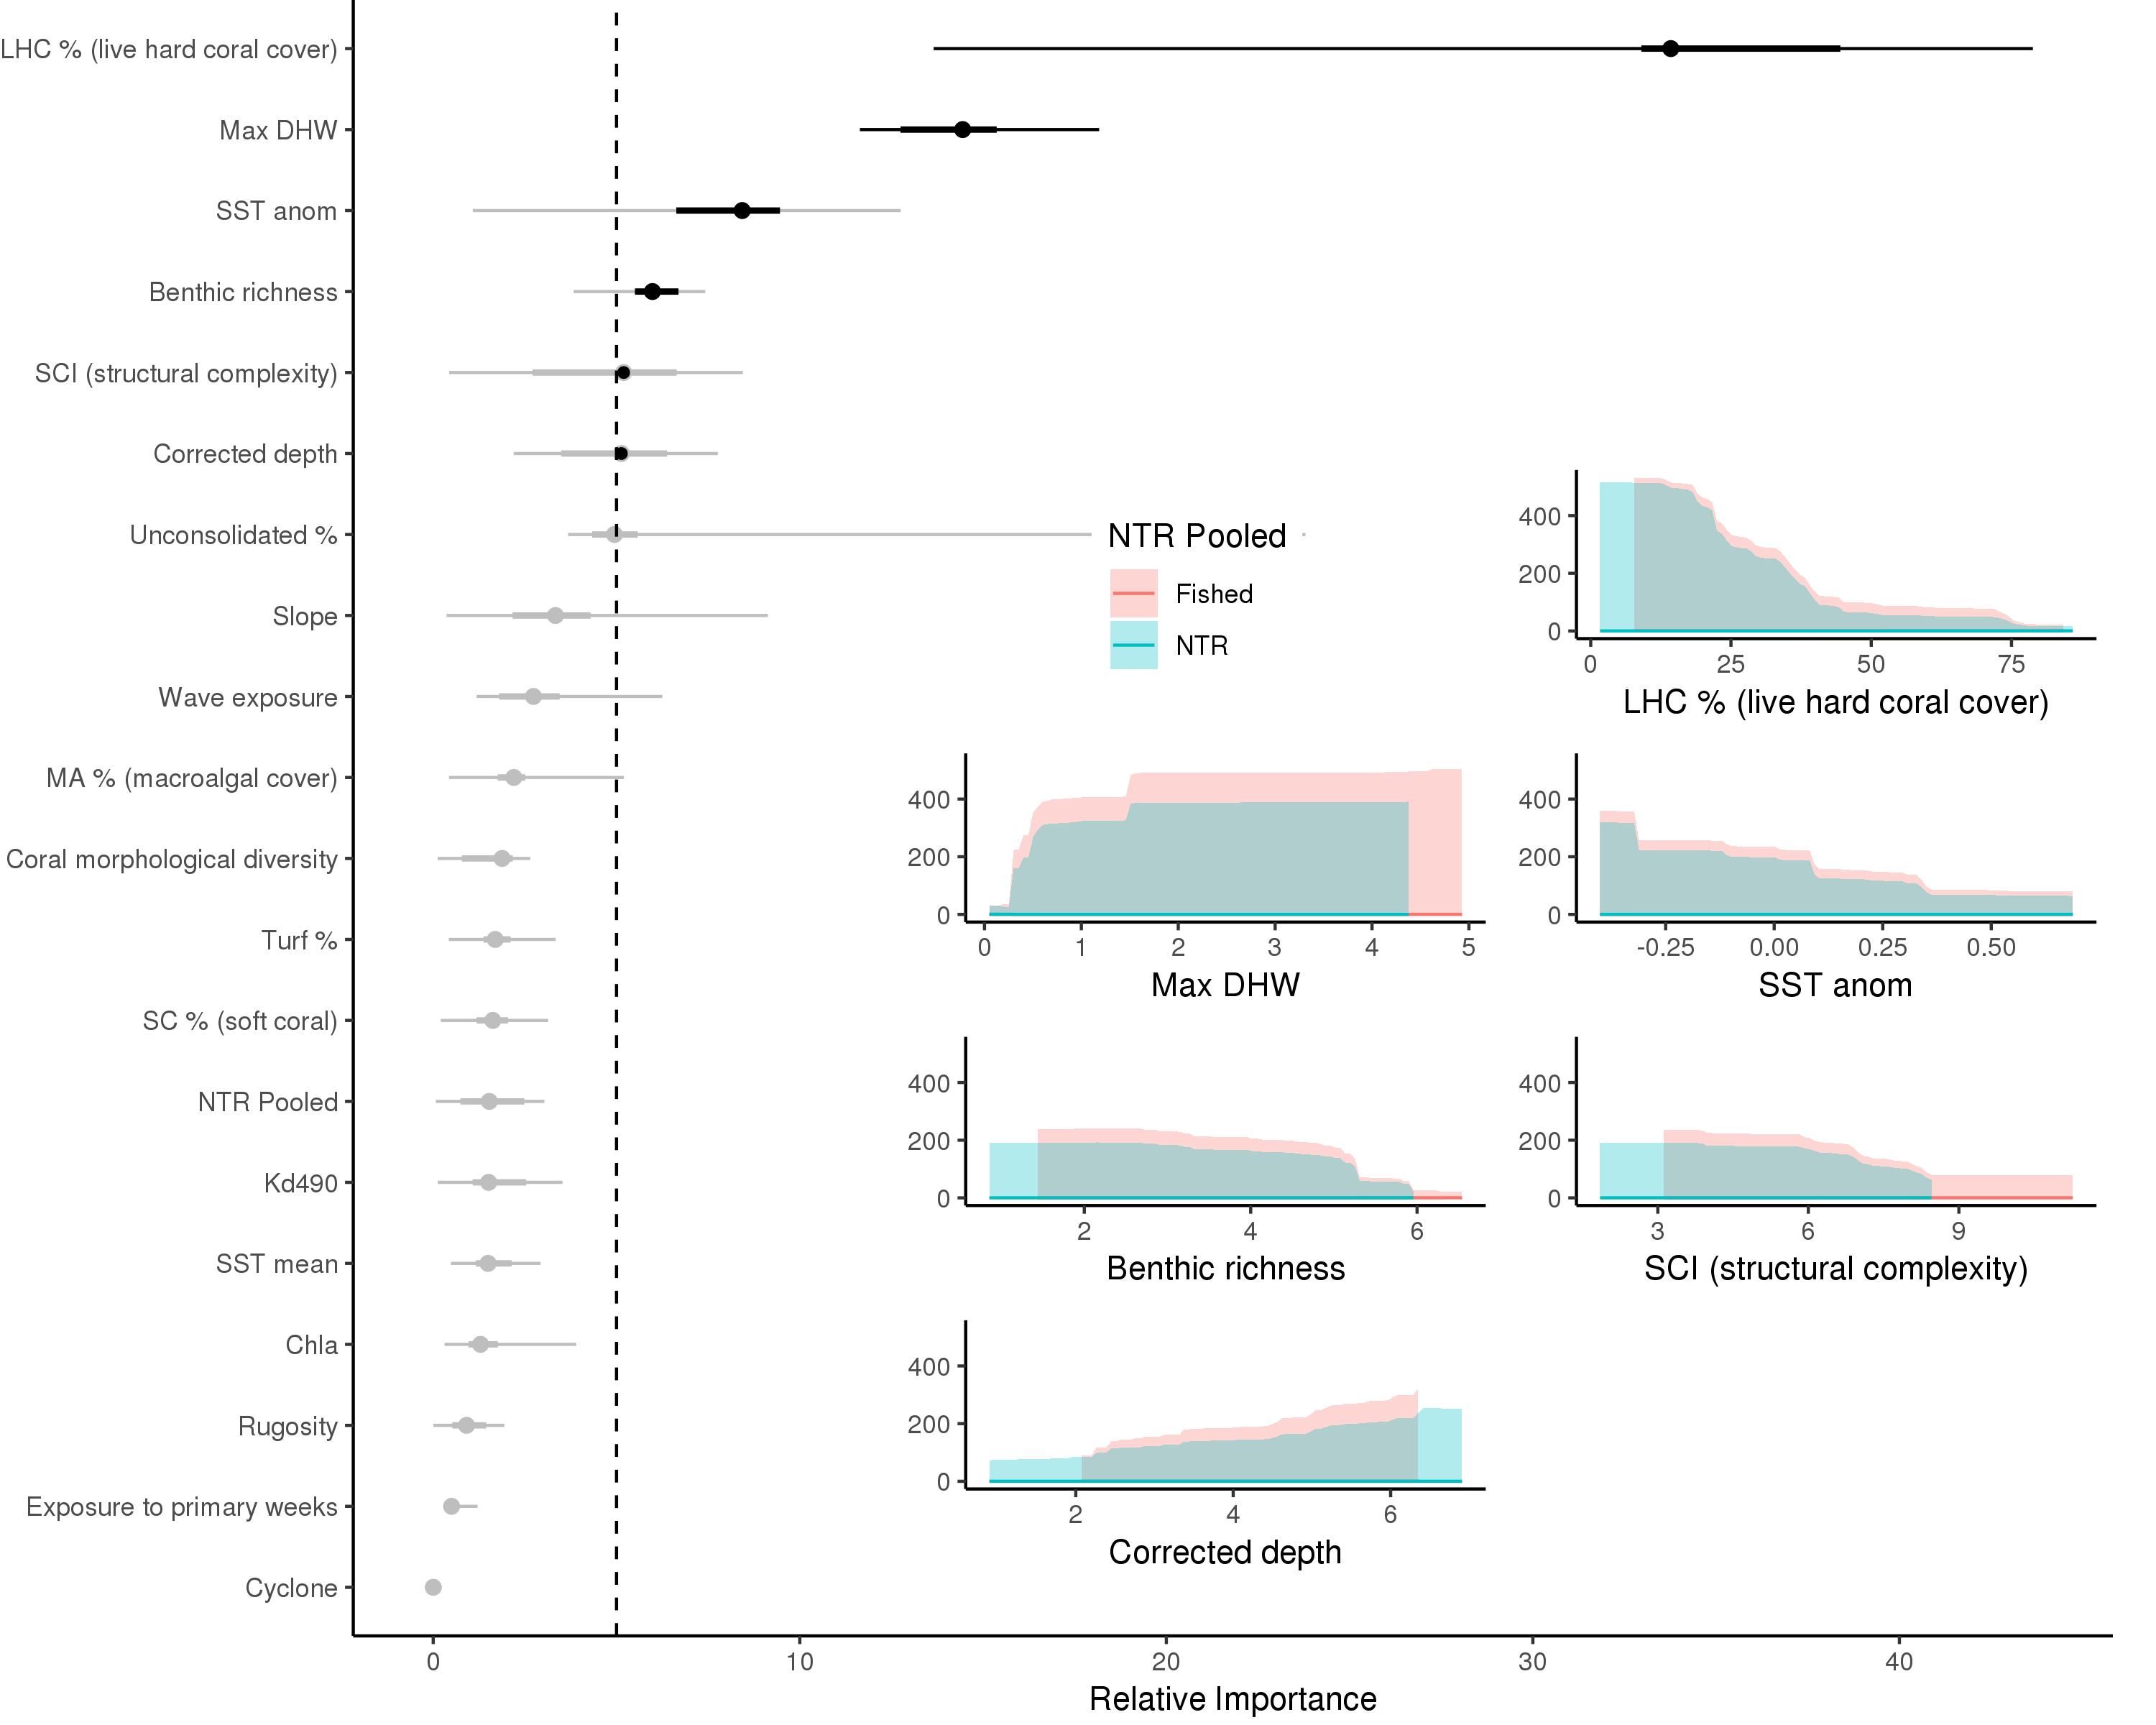 LHC % (live hard coral cover)
Max DHW
SST anom
Benthic richness
SCI (structural complexity)
Corrected depth
Unconsolidated %
Slope
Wave exposure
MA % (macroalgal cover)
Coral morphological diversity
Turf %
SC % (soft coral)
NTR Pooled
Kd490
SST mean
Chla
Rugosity
Exposure to primary weeks
Cyclone
0 10 20 30 40
Relative Importance
NTR Pooled
Fished
NTR
400
200
0
0 25 50 75
LHC % (live hard coral cover)
400
200
0
0 1 2 3 4 5
Max DHW
400
200
0
-0.25 0.00 0.25 0.50
SST anom
400
200
0
2 4 6
Benthic richness
400
200
0
3 6 9
SCI (structural complexity)
400
200
0
2 4 6
Corrected depth